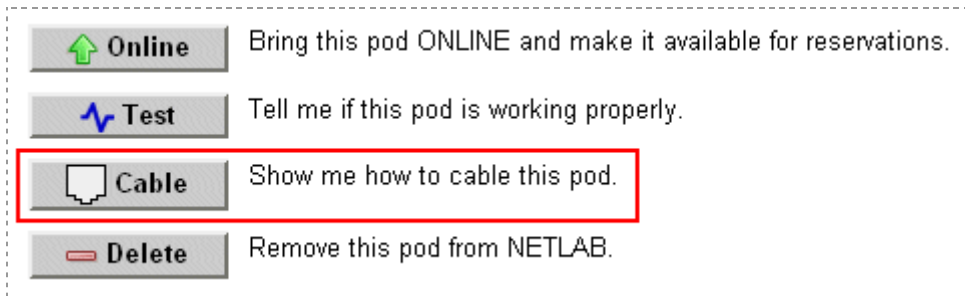 Online Bring this pod ONLINE and make it available for reservations.
Test Tell me if this pod is working properly.
Cable Show me how to cable this pod.
Delete Remove this pod from NETLAB.